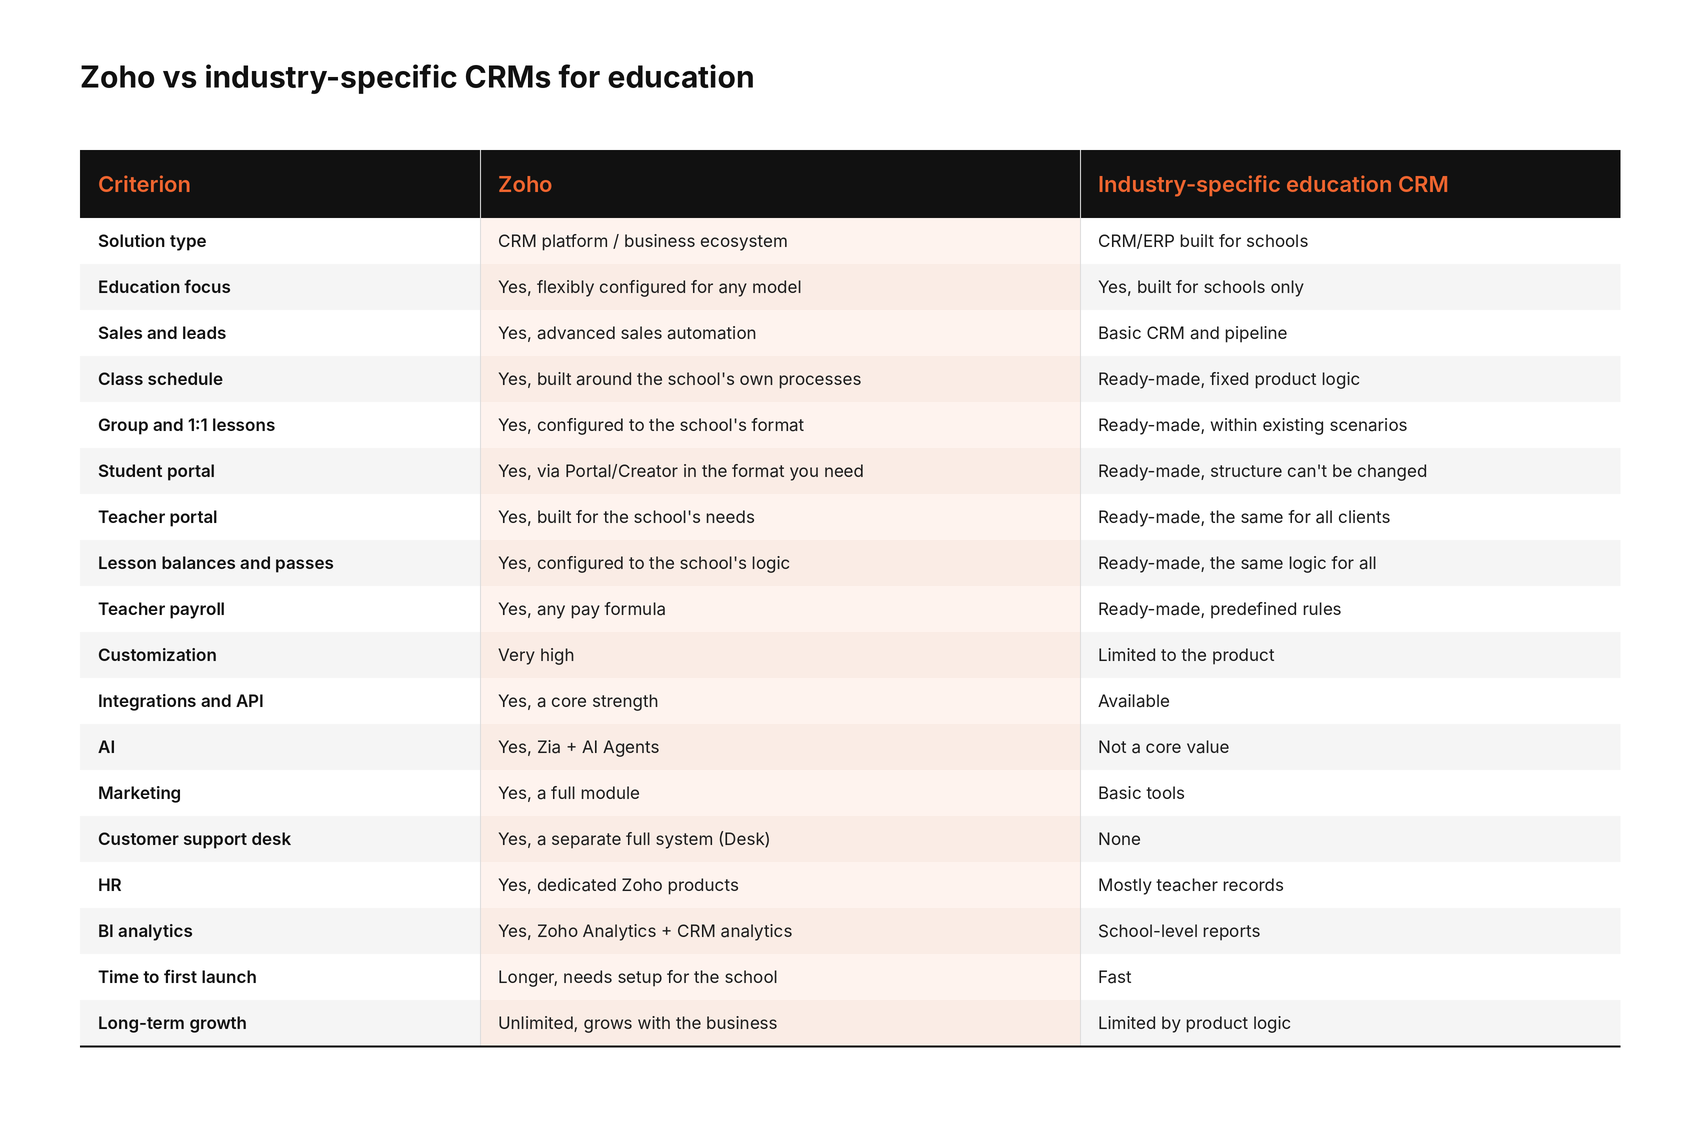 Zoho vs industry-specific CRMs for education
Criterion Zoho Industry-specific education CRM
Solution type CRM platform / business ecosystem CRM/ERP built for schools
Education focus Yes, flexibly configured for any model Yes, built for schools only
Sales and leads Yes, advanced sales automation Basic CRM and pipeline
Class schedule Yes, built around the school's own processes Ready-made, fixed product logic
Group and 1:1 lessons Yes, configured to the school's format Ready-made, within existing scenarios
Student portal Yes, via Portal/Creator in the format you need Ready-made, structure can't be changed
Teacher portal Yes, built for the school's needs Ready-made, the same for all clients
Lesson balances and passes Yes, configured to the school's logic Ready-made, the same logic for all
Teacher payroll Yes, any pay formula Ready-made, predefined rules
Customization Very high Limited to the product
Integrations and API Yes, a core strength Available
AI Yes, Zia + AI Agents Not a core value
Marketing Yes, a full module Basic tools
Customer support desk Yes, a separate full system (Desk) None
HR Yes, dedicated Zoho products Mostly teacher records
BI analytics Yes, Zoho Analytics + CRM analytics School-level reports
Time to first launch Longer, needs setup for the school Fast
Long-term growth Unlimited, grows with the business Limited by product logic